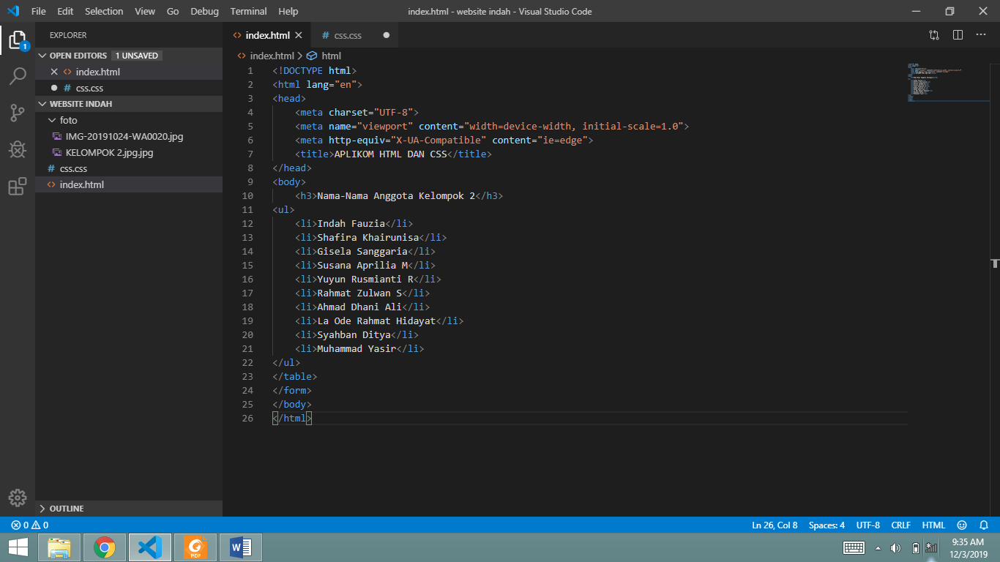 File Edit Selection View Go Debug Terminal Help index.html - website indah - Visual Studio Code
EXPLORER
1
OPEN EDITORS 1 UNSAVED
index.html
# css.css
WEBSITE INDAH
foto
IMG-20191024-WA0020.jpg
KELOMPOK 2.jpg.jpg
# css.css
<> index.html
OUTLINE
<> index.html # css.css
<> index.html > html
1 <!DOCTYPE html>
2 <html lang="en">
3 <head>
4 <meta charset="UTF-8">
5 <meta name="viewport" content="width=device-width, initial-scale=1.0">
6 <meta http-equiv="X-UA-Compatible" content="ie=edge">
7 <title>APLIKOM HTML DAN CSS</title>
8 </head>
9 <body>
10 <h3>Nama-Nama Anggota Kelompok 2</h3>
11 <ul>
12 <li>Indah Fauzia</li>
13 <li>Shafira Khairunisa</li>
14 <li>Gisela Sanggaria</li>
15 <li>Susana Aprilia M</li>
16 <li>Yuyun Rusmianti R</li>
17 <li>Rahmat Zulwan S</li>
18 <li>Ahmad Dhani Ali</li>
19 <li>La Ode Rahmat Hidayat</li>
20 <li>Syahban Ditya</li>
21 <li>Muhammad Yasir</li>
22 </ul>
23 </table>
24 </form>
25 </body>
26 </html>
0 0 Ln 26, Col 8 Spaces: 4 UTF-8 CRLF HTML
PDF
9:35 AM
12/3/2019